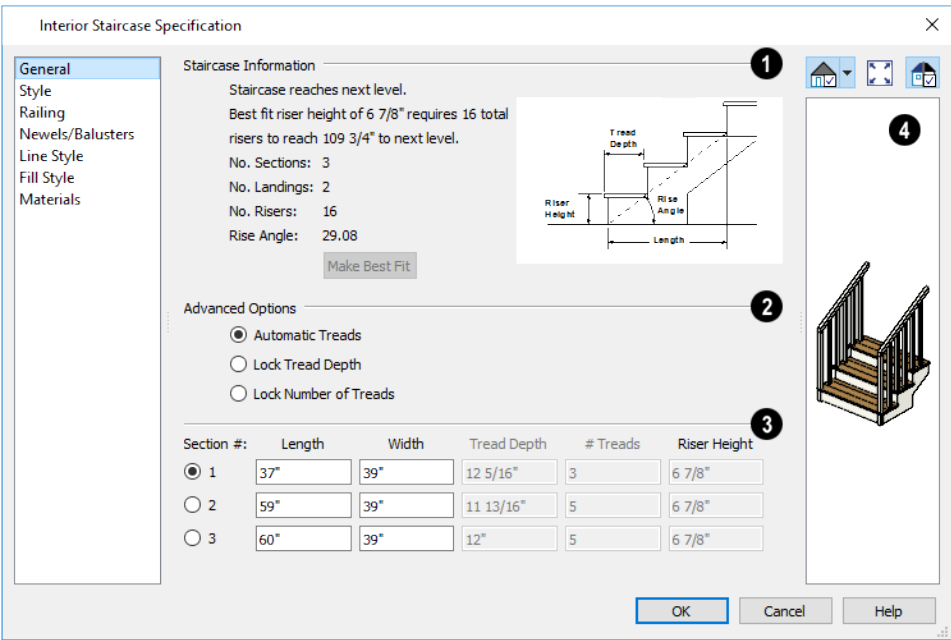 Interior Staircase Specification
General
Style
Railing
Newels/Balusters
Line Style
Fill Style
Materials
Staircase Information
1
Staircase reaches next level.
Best fit riser height of 6 7/8" requires 16 total
risers to reach 109 3/4" to next level.
No. Sections: 3
No. Landings: 2
No. Risers: 16
Rise Angle: 29.08
Make Best Fit
Tread
Depth
Riser
Height
Rise
Angle
Length
Advanced Options
2
Automatic Treads
Lock Tread Depth
Lock Number of Treads
3
Section #: Length Width Tread Depth # Treads Riser Height
1 37" 39" 12 5/16" 3 6 7/8"
2 59" 39" 11 13/16" 5 6 7/8"
3 60" 39" 12" 5 6 7/8"
4
OK Cancel Help